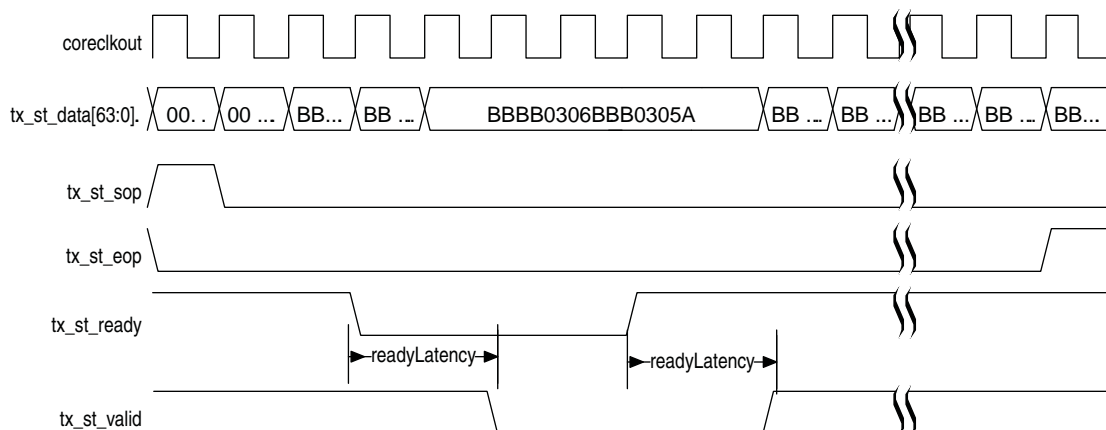 coreclkout
tx_st_data[63:0].
00. .
00 ...
BB...
BB ...
BBBB0306BBB0305A
BB ...
BB ...
BB ...
BB ...
BB...
tx_st_sop
tx_st_eop
tx_st_ready
readyLatency
readyLatency
tx_st_valid